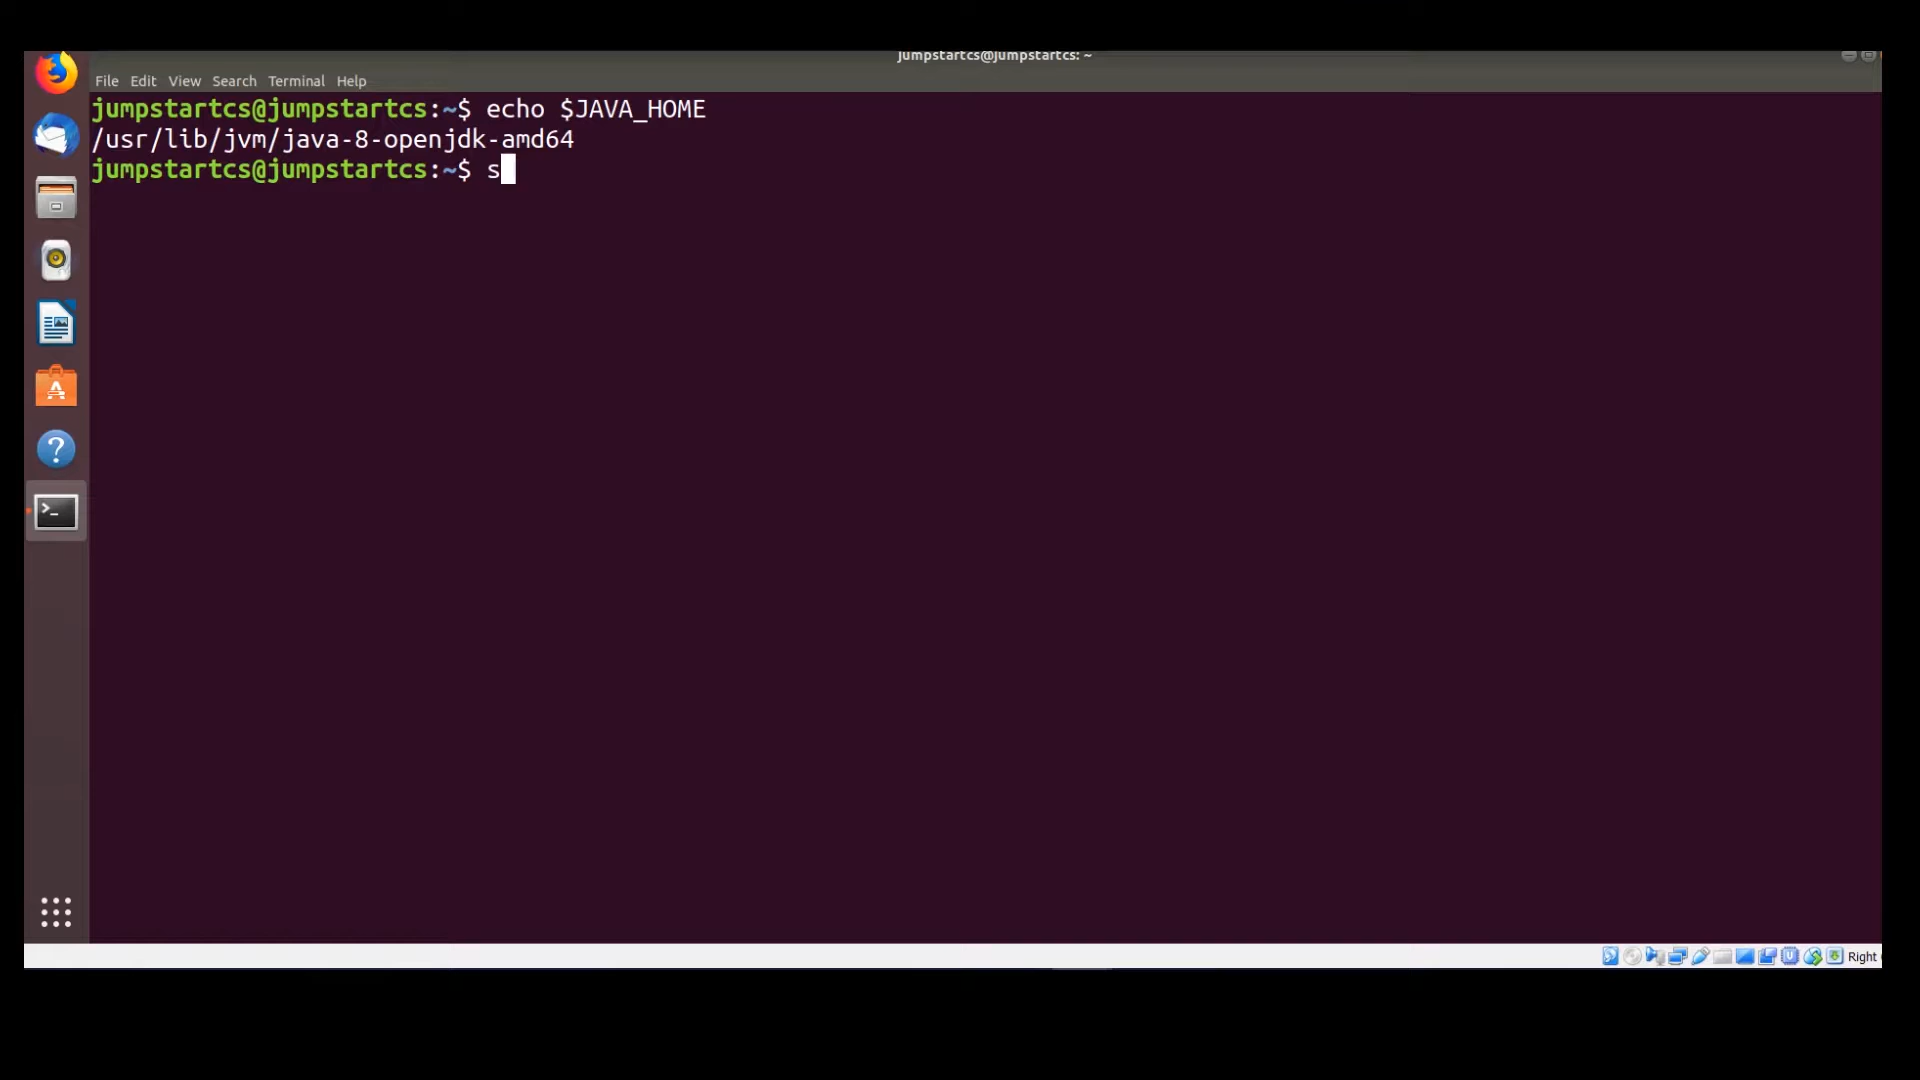 jumpstartcs@jumpstartcs: ~
File Edit View Search Terminal Help
jumpstartcs@jumpstartcs:~$ echo $JAVA_HOME
/usr/lib/jvm/java-8-openjdk-amd64
jumpstartcs@jumpstartcs:~$ s
Right